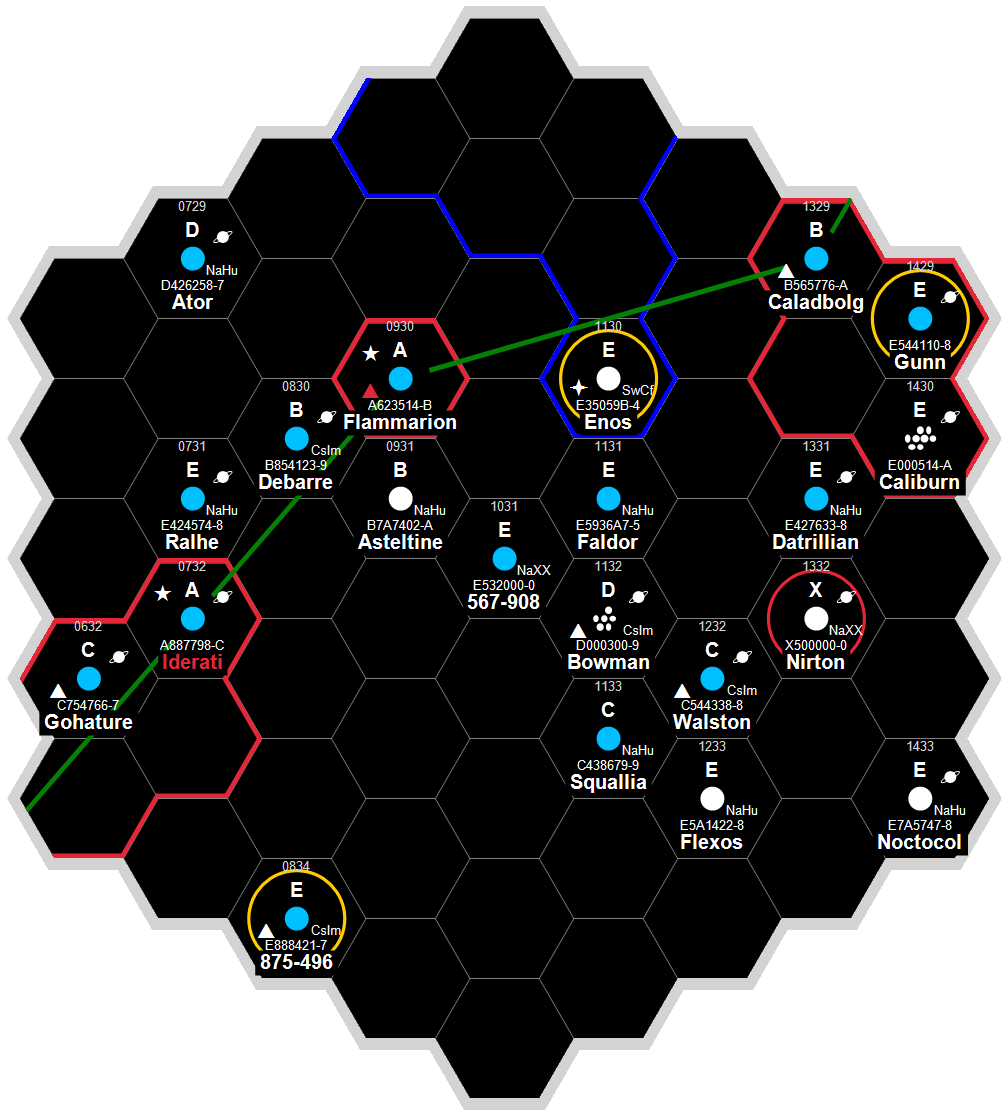 0729
D
NaHu
D426258-7
Ator
1329
B
B565776-A
Caladbolg
1429
E
E544110-8
Gunn
0930
A
A623514-B
Flammarion
1130
E
SwCf
E35059B-4
Enos
0830
B
CsIm
B854123-9
Debarre
1430
E
E000514-A
Caliburn
0731
E
NaHu
E424574-8
Ralhe
0931
B
NaHu
B7A7402-A
Asteltine
1131
E
NaHu
E5936A7-5
Faldor
1331
E
NaHu
E427633-8
Datrillian
1031
E
NaXX
E532000-0
567-908
0732
A
A887798-C
Iderati
1132
D
CsIm
D000300-9
Bowman
1332
X
NaXX
X500000-0
Nirton
0632
C
C754766-7
Gohature
1232
C
CsIm
C544338-8
Walston
1133
C
NaHu
C438679-9
Squallia
1233
E
NaHu
E5A1422-8
Flexos
1433
E
NaHu
E7A5747-8
Noctocol
0834
E
CsIm
E888421-7
875-496